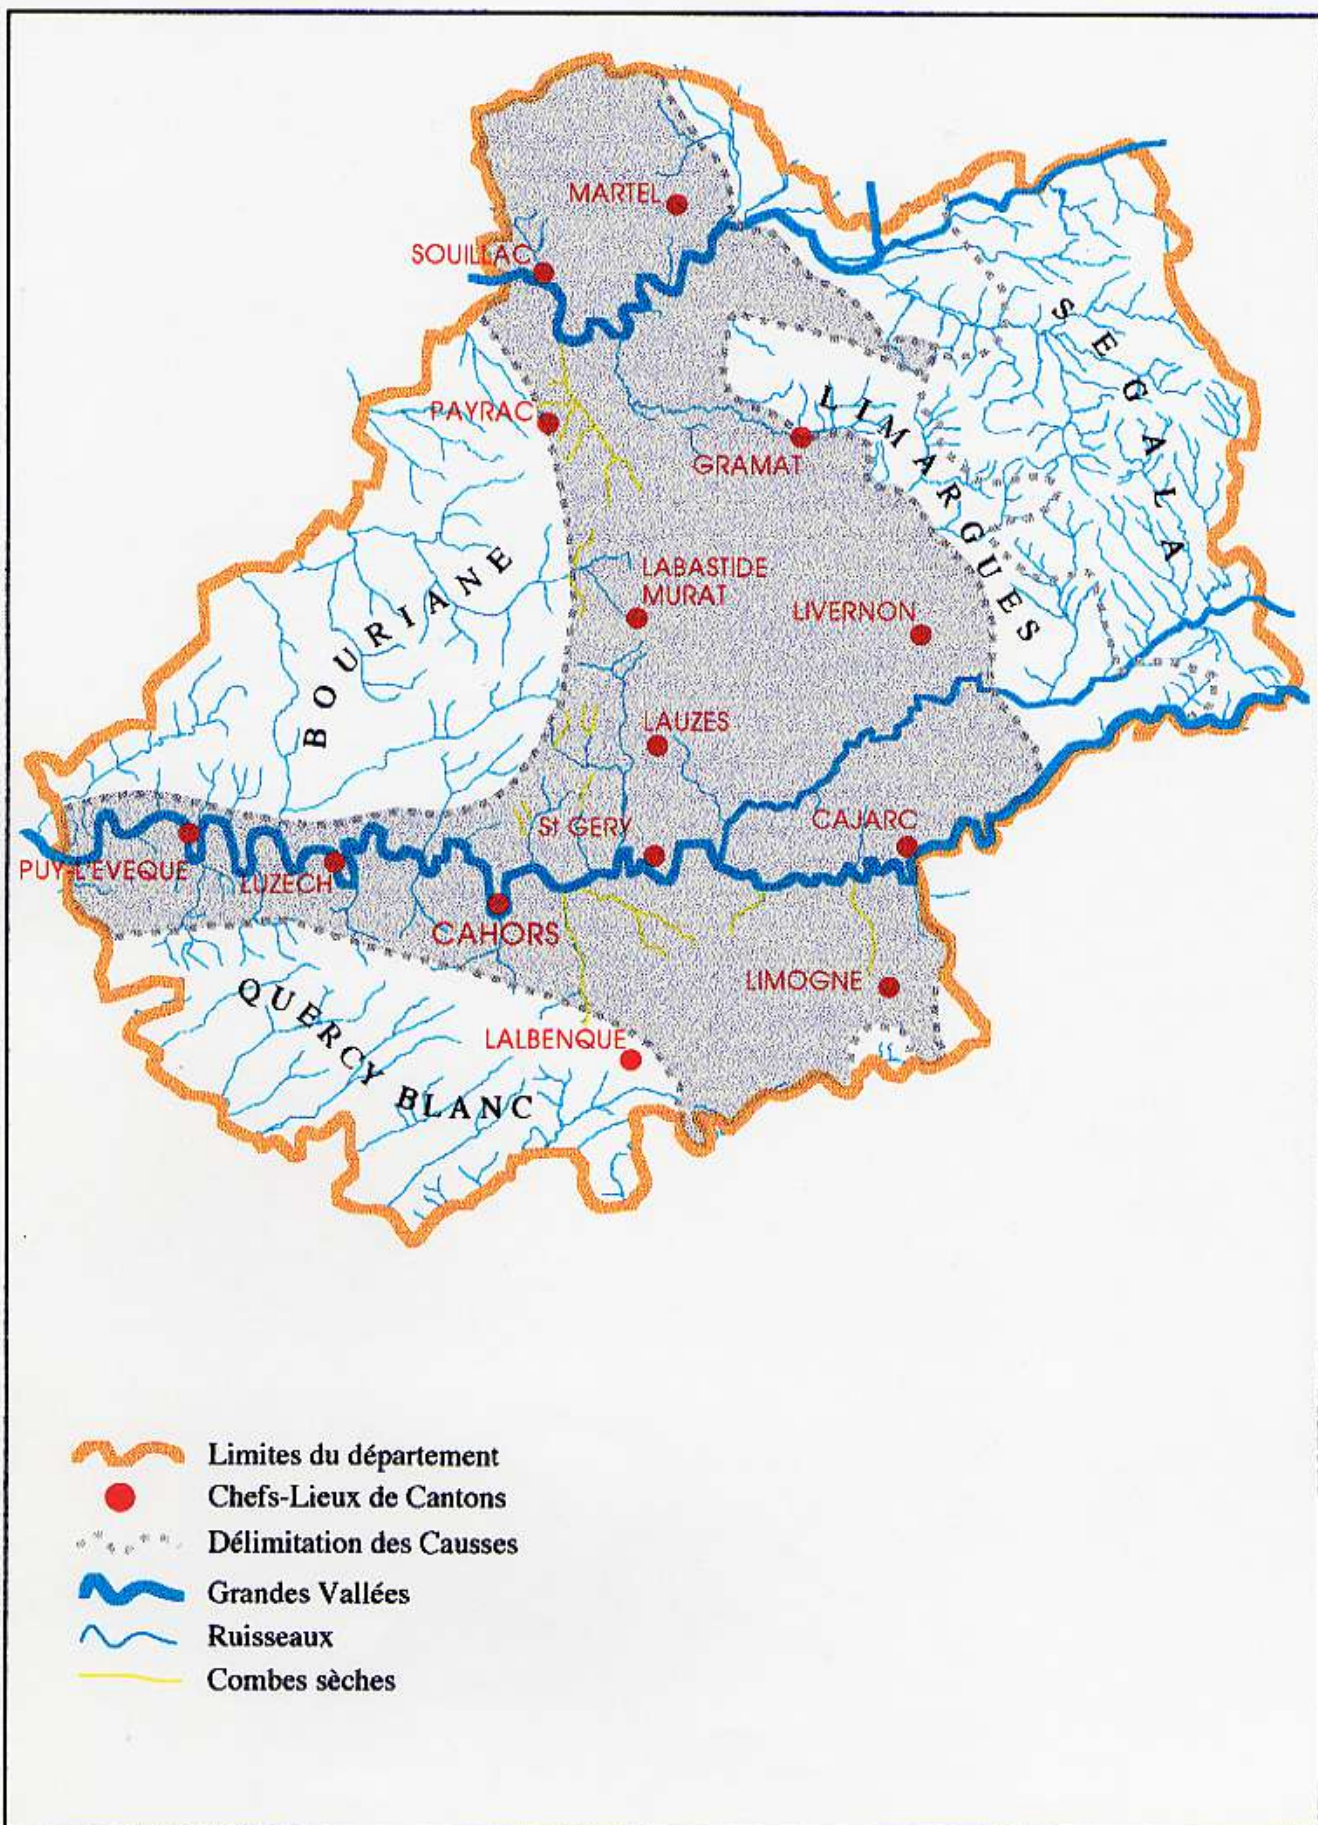 MARTEL
SOUILLAC
SÉGALA
PAYRAC
LIMARGUES
GRAMAT
BOURIANE
LABASTIDE
MURAT
LIVERNON
LAUZES
St GERY
CAJARC
PUY-L'EVEQUE
LUZECH
CAHORS
LIMOGNE
QUERCY BLANC
LALBENQUE
Limites du département
Chefs-Lieux de Cantons
Délimitation des Causses
Grandes Vallées
Ruisseaux
Combes sèches